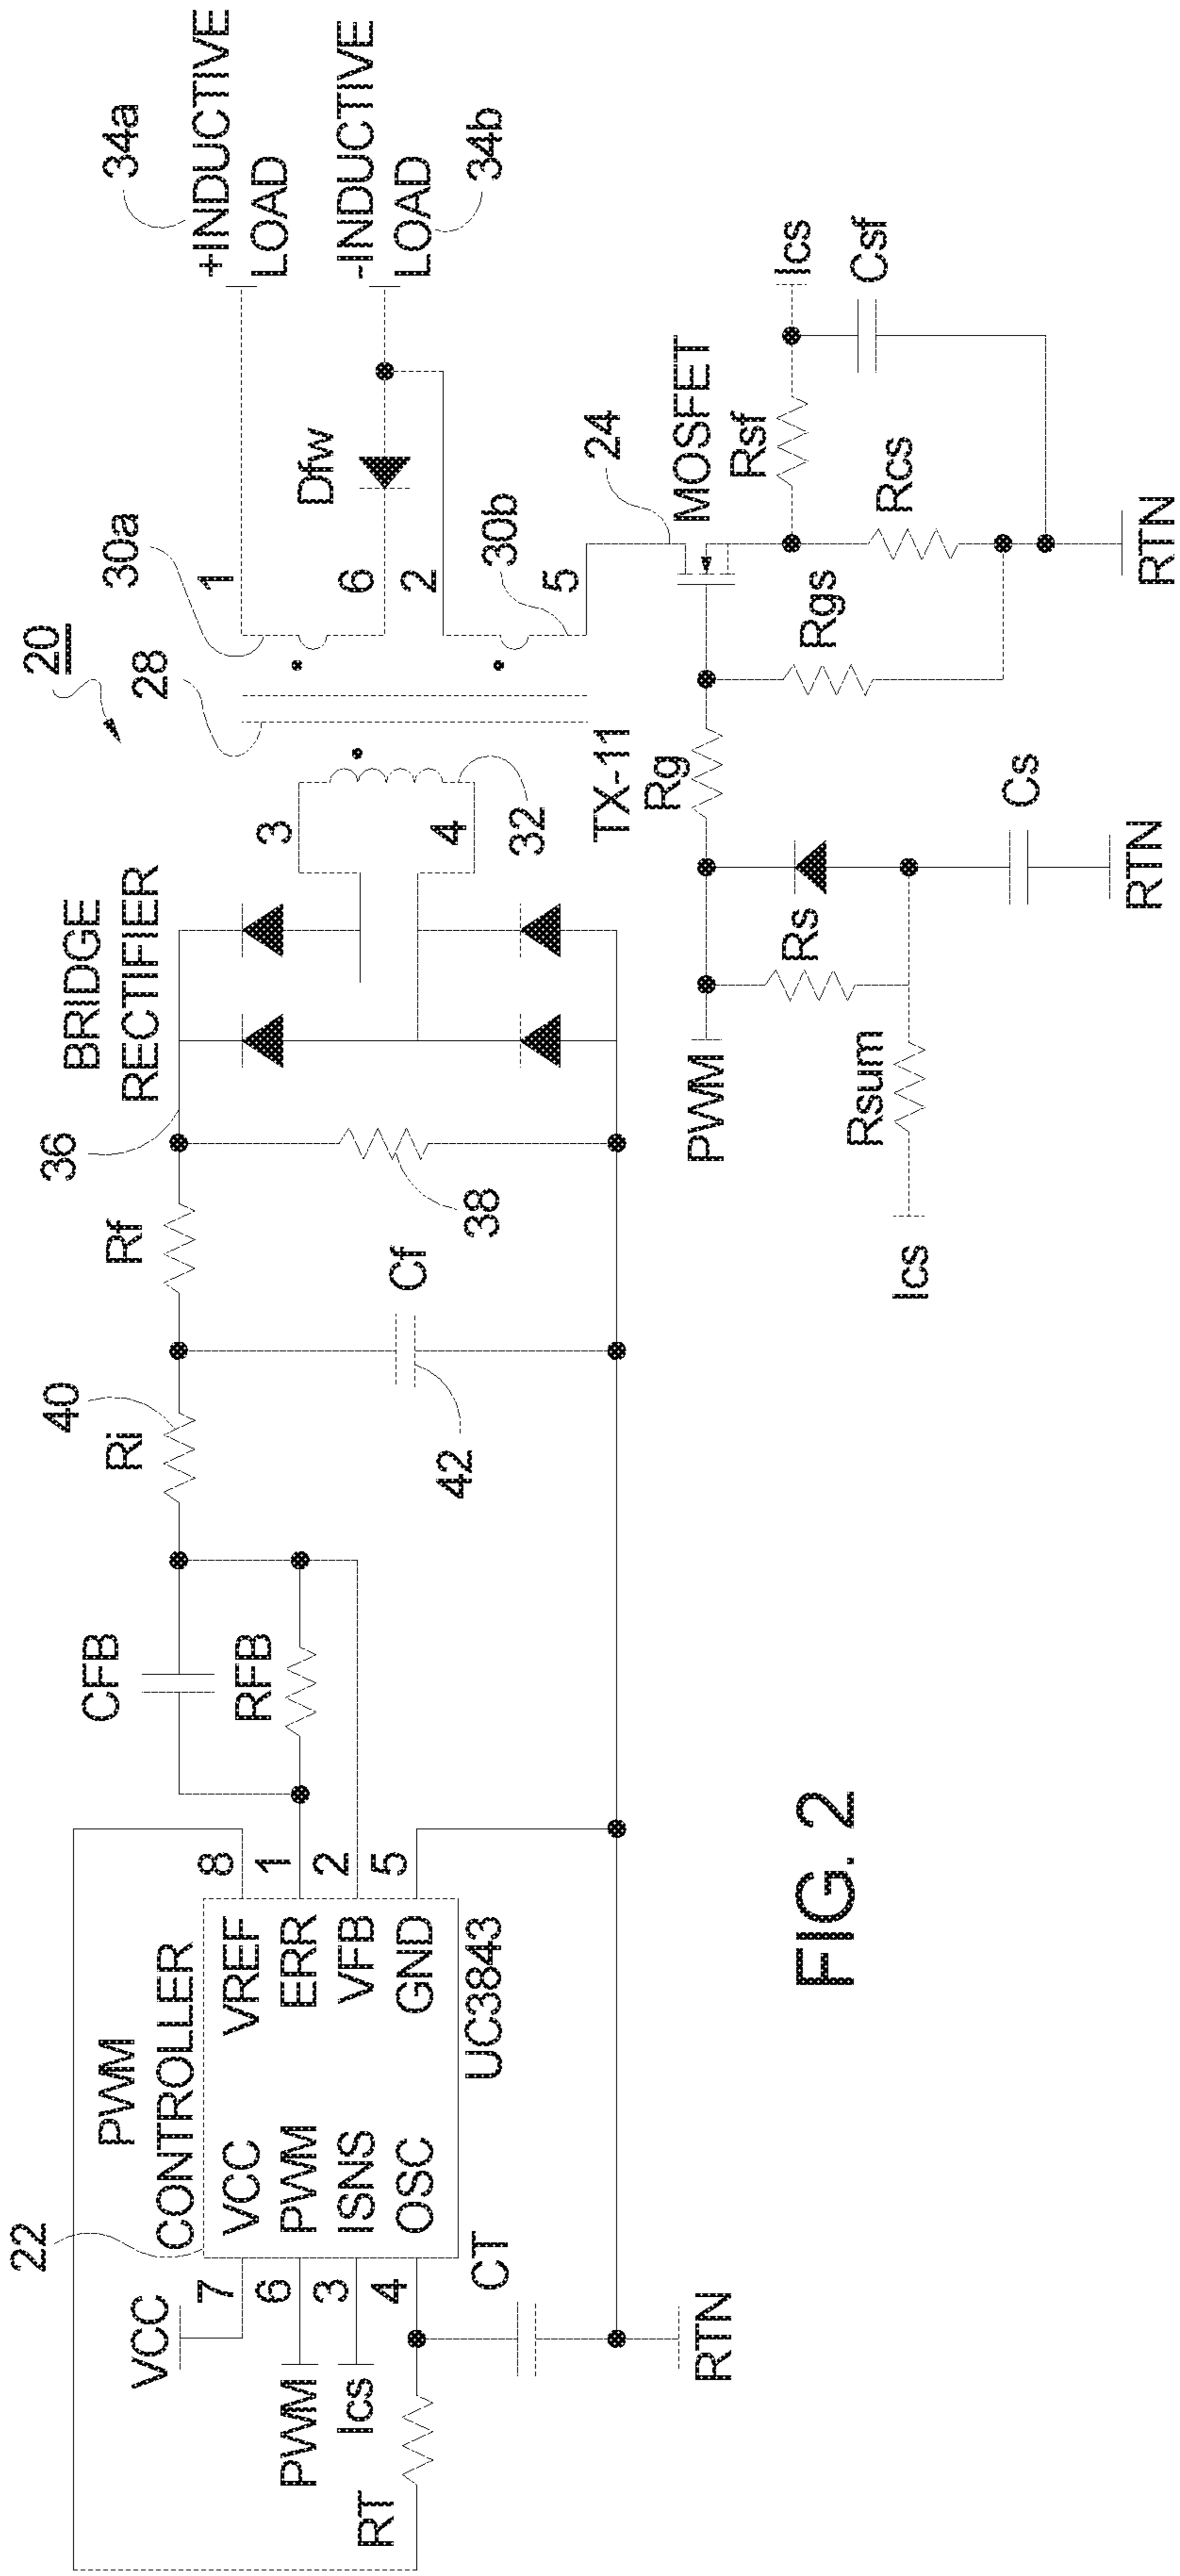 20
22
PWM
CONTROLLER
VCC
7
VCC
VREF
8
PWM
6
PWM
ERR
1
Ics
3
ISNS
VFB
2
4
OSC
GND
5
RT
CT
UC3843
RTN
CFB
RFB
40
Ri
Rf
Cf
42
38
36
BRIDGE
RECTIFIER
3
4
32
28
TX-11
30a
1
6
2
30b
5
Dfw
34a
+INDUCTIVE
LOAD
-INDUCTIVE
LOAD
34b
24
MOSFET
PWM
Rg
Rs
Rsum
Ics
Cs
RTN
Rgs
Rcs
Rsf
Ics
Csf
RTN
FIG. 2